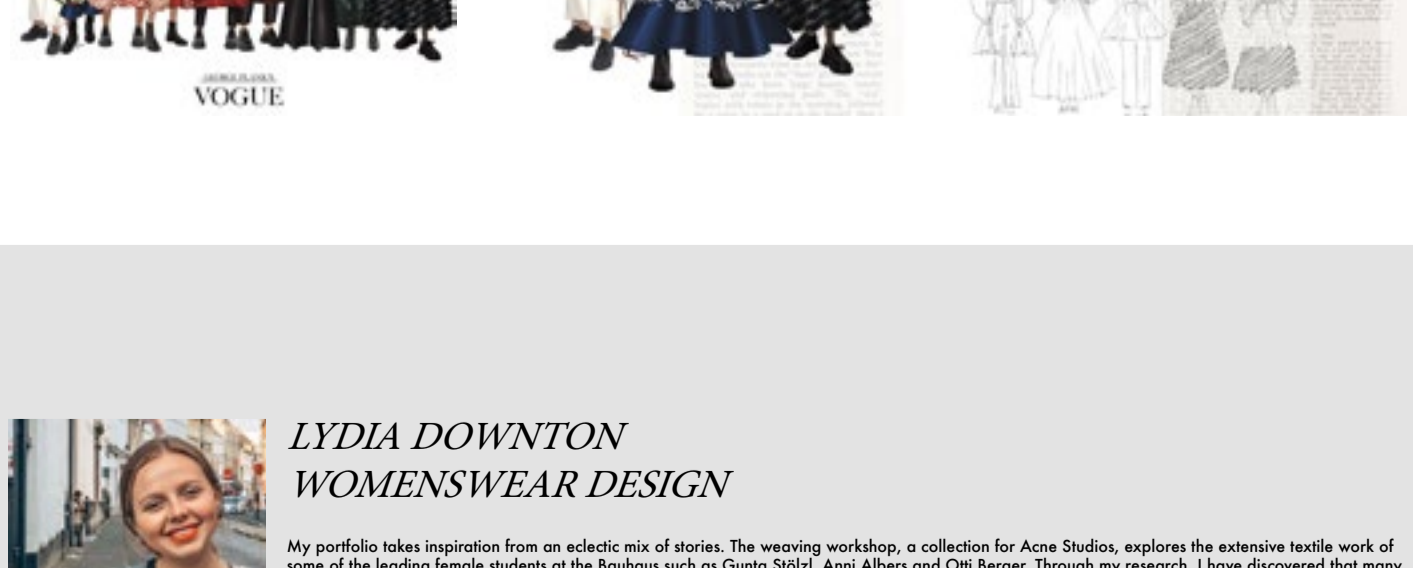 VOGUE
LYDIA DOWNTON
WOMENSWEAR DESIGN
My portfolio takes inspiration from an eclectic mix of stories. The weaving workshop, a collection for Acne Studios, explores the extensive textile work of
some of the leading female students at the Bauhaus such as Gunta Stölzl, Anni Albers and Otti Berger. Through my research, I have discovered that many